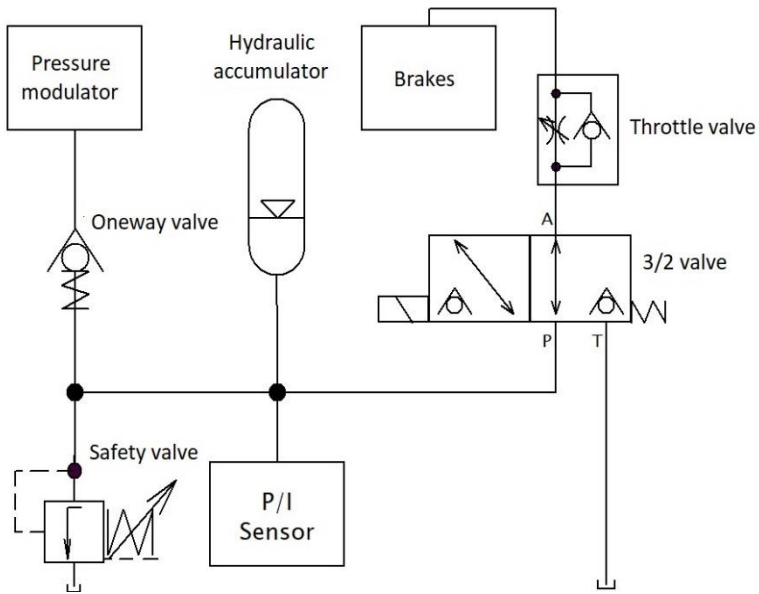 Pressure
modulator
Hydraulic
accumulator
Brakes
Throttle valve
Oneway valve
A
3/2 valve
P T
Safety valve
P/I
Sensor